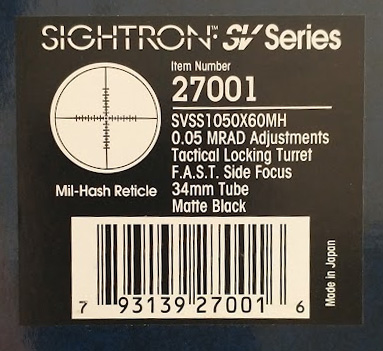 SIGHTRON™ SV Series
Item Number
27001
SVSS1050X60MH
0.05 MRAD Adjustments
Tactical Locking Turret
F.A.S.T. Side Focus
34mm Tube
Matte Black
Mil-Hash Reticle
Made in Japan
7 93139 27001 6